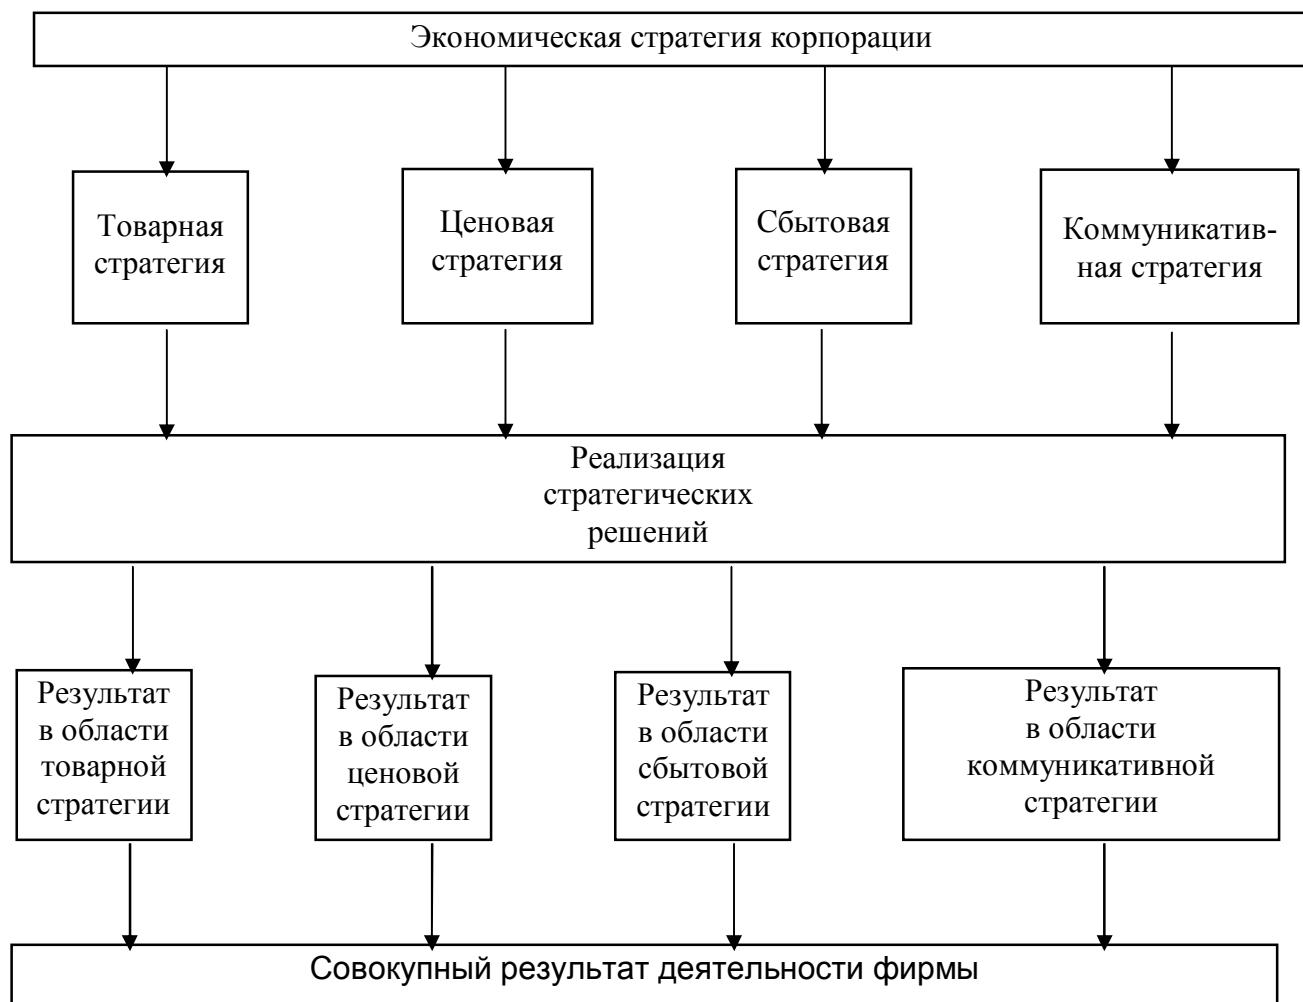 Экономическая стратегия корпорации
Товарная
стратегия
Ценовая
стратегия
Сбытовая
стратегия
Коммуникатив-
ная стратегия
Реализация
стратегических
решений
Результат
в области
товарной
стратегии
Результат
в области
ценовой
стратегии
Результат
в области
сбытовой
стратегии
Результат
в области
коммуникативной
стратегии
Совокупный результат деятельности фирмы